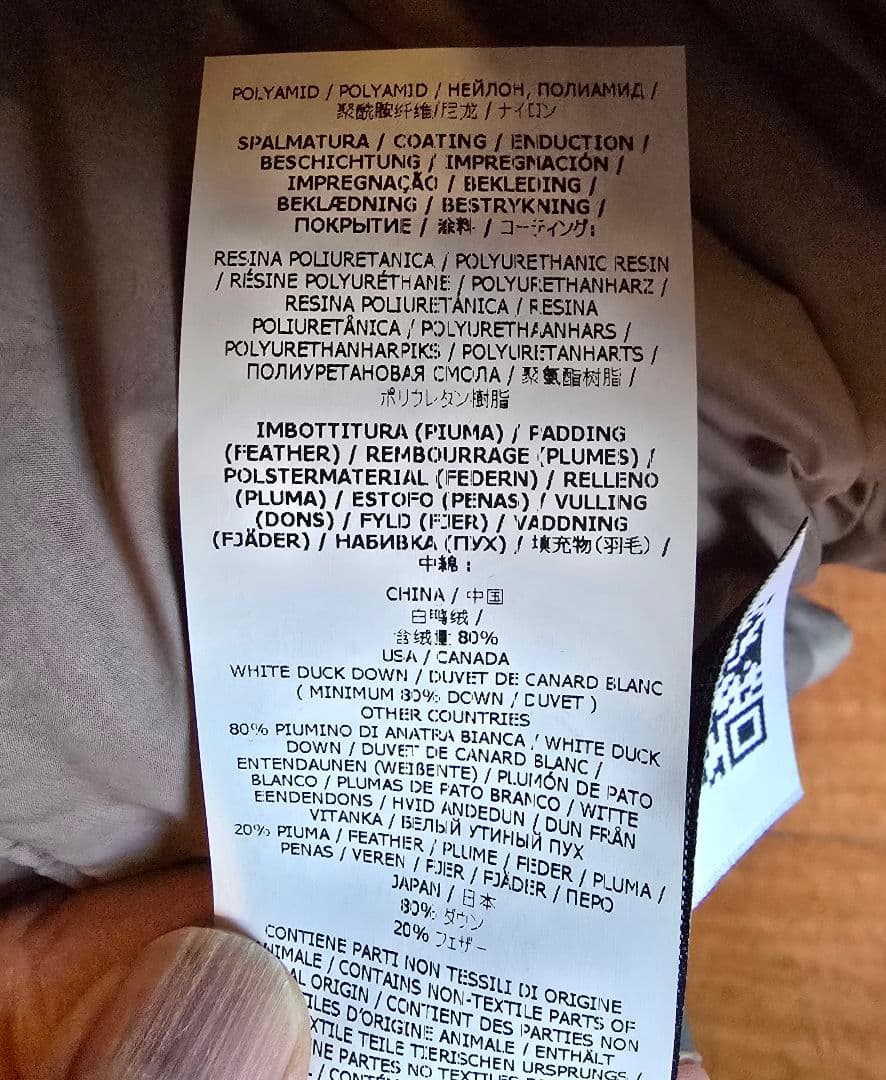 POLYAMID / POLYAMID / НЕЙЛОН, ПОЛИАМИД /
聚酰胺纤维/尼龙 / ナイロン
SPALMATURA / COATING / ENDUCTION /
BESCHICHTUNG / IMPREGNACIÓN /
IMPREGNAÇÃO / BEKLEDING /
BEKLÆDNING / BESTRYKNING /
ПОКРЫТИЕ / 涂料 / コーティング:
RESINA POLIURETANICA / POLYURETHANIC RESIN
/ RÉSINE POLYURÉTHANE / POLYURETHANHARZ /
RESINA POLIURETÁNICA / RESINA
POLIURETÂNICA / POLYURETHAANHARS /
POLYURETHANHARPIKS / POLYURETANHARTS /
ПОЛИУРЕТАНОВАЯ СМОЛА / 聚氨酯树脂 /
ポリウレタン樹脂
IMBOTTITURA (PIUMA) / PADDING
(FEATHER) / REMBOURRAGE (PLUMES) /
POLSTERMATERIAL (FEDERN) / RELLENO
(PLUMA) / ESTOFO (PENAS) / VULLING
(DONS) / FYLD (FJER) / VADDNING
(FJÄDER) / НАБИВКА (ПУХ) / 填充物(羽毛) /
中綿 :
CHINA / 中国
白鸭绒 /
含绒量 80%
USA / CANADA
WHITE DUCK DOWN / DUVET DE CANARD BLANC
( MINIMUM 80% DOWN / DUVET )
OTHER COUNTRIES
80% PIUMINO DI ANATRA BIANCA / WHITE DUCK
DOWN / DUVET DE CANARD BLANC /
ENTENDAUNEN (WEIßENTE) / PLUMÓN DE PATO
BLANCO / PLUMAS DE PATO BRANCO / WITTE
EENDENDONS / HVID ANDEDUN / DUN FRÅN
VITANKA / БЕЛЫЙ УТИНЫЙ ПУХ
20% PIUMA / FEATHER / PLUME / FEDER / PLUMA /
PENAS / VEREN / FJER / FJÄDER / ПЕРО
JAPAN / 日本
80% ダウン
20% フェザー
CONTIENE PARTI NON TESSILI DI ORIGINE
NIMALE / CONTAINS NON-TEXTILE PARTS OF
AL ORIGIN / CONTIENT DES PARTIES NON
TILES D'ORIGINE ANIMALE / ENTHÄLT
XTILE TEILE TIERISCHEN URSPRUNGS /
NE PARTES NO